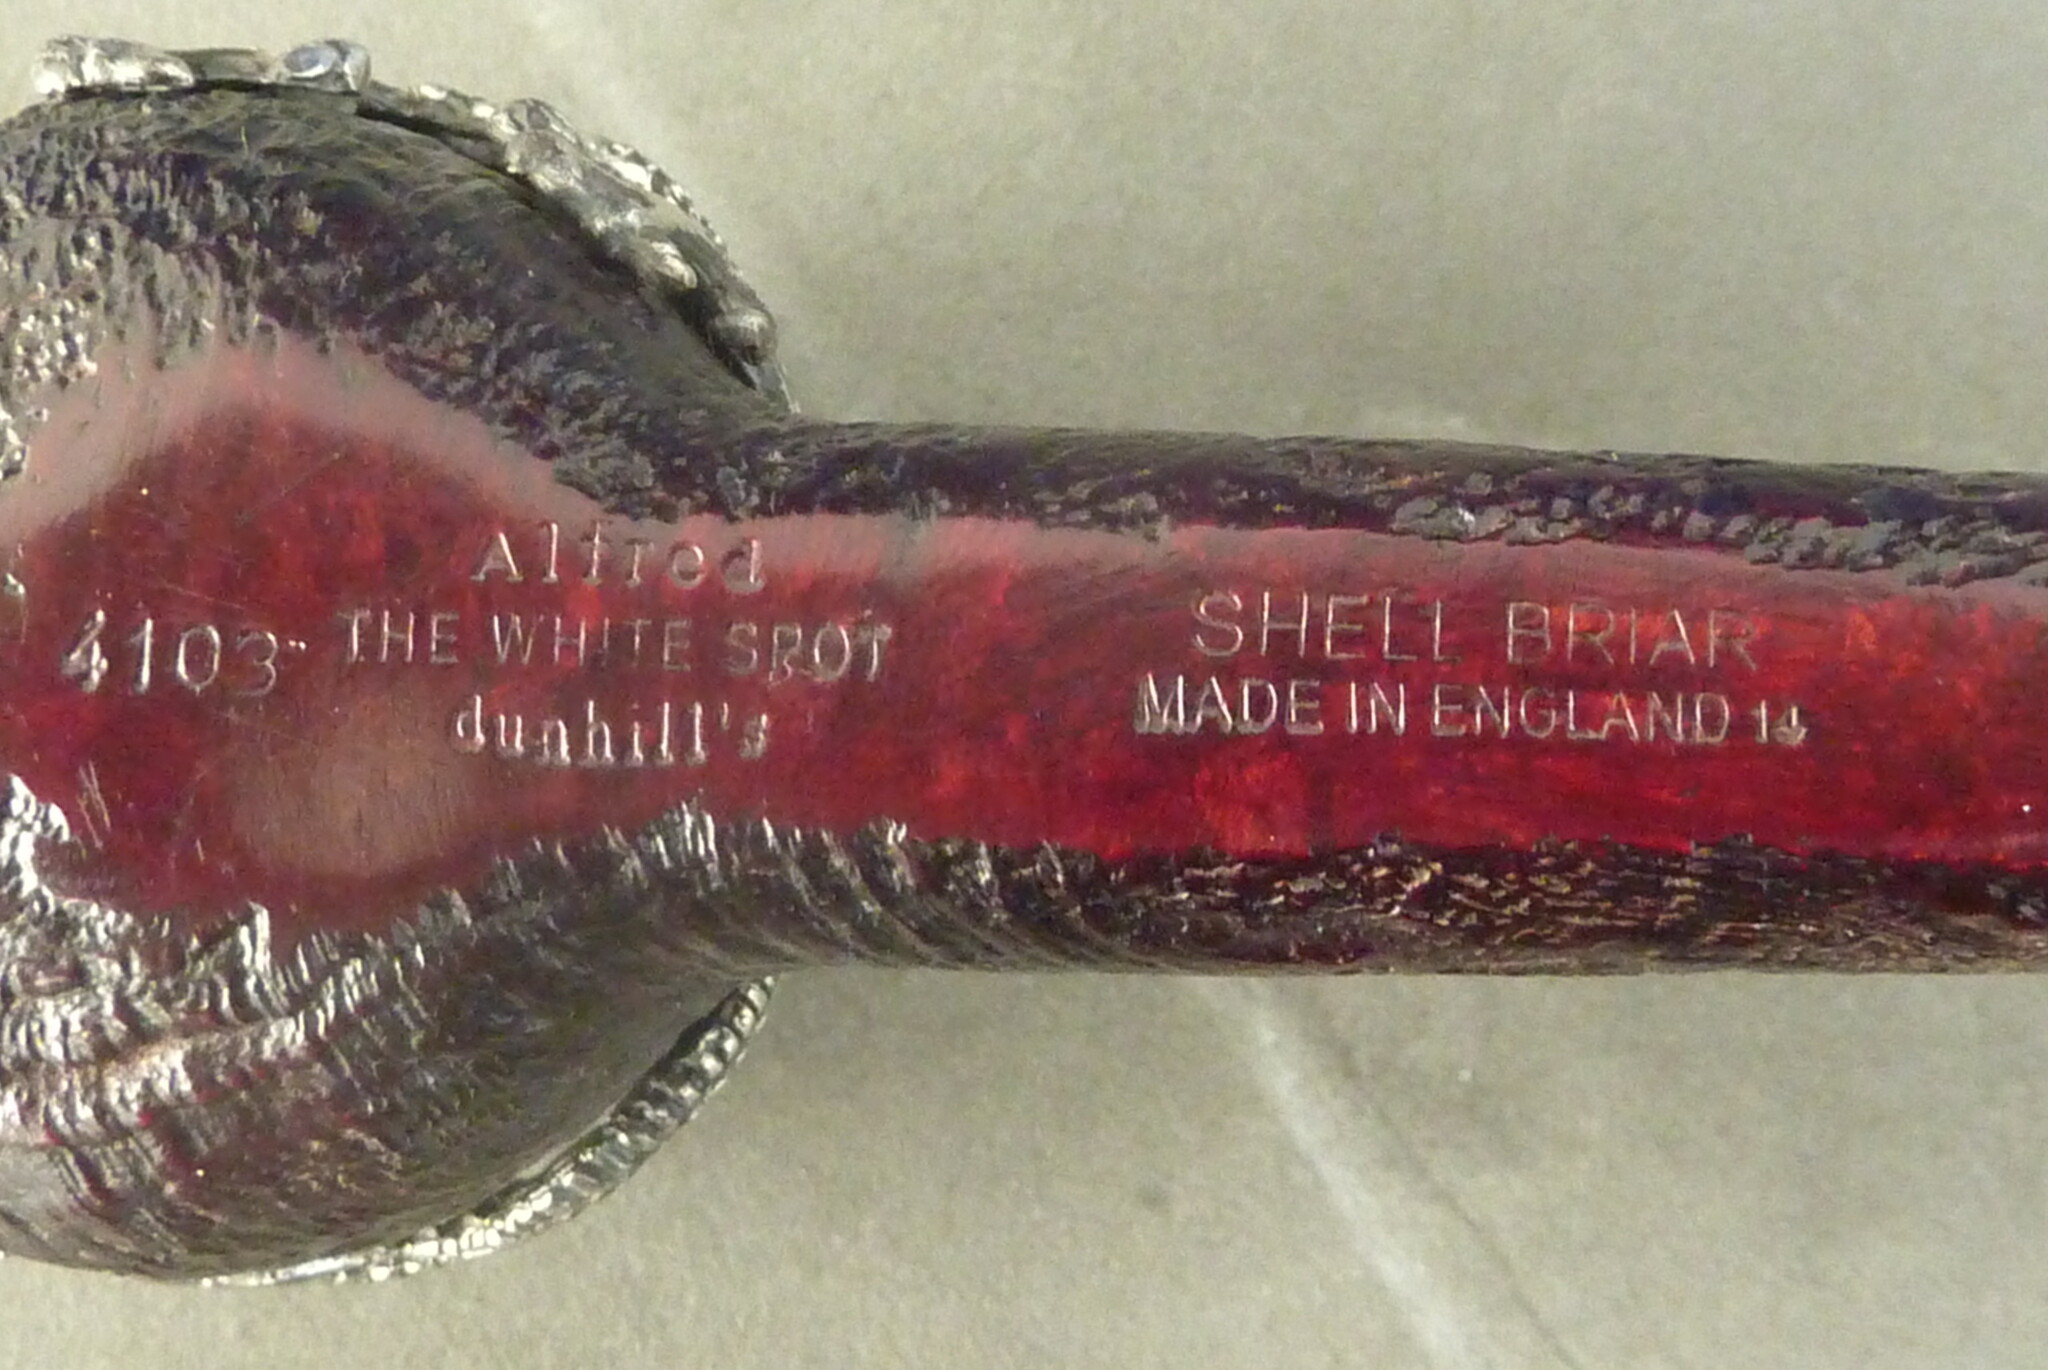 4103
Alfred
THE WHITE SPOT
dunhill's
SHELL BRIAR
MADE IN ENGLAND 14